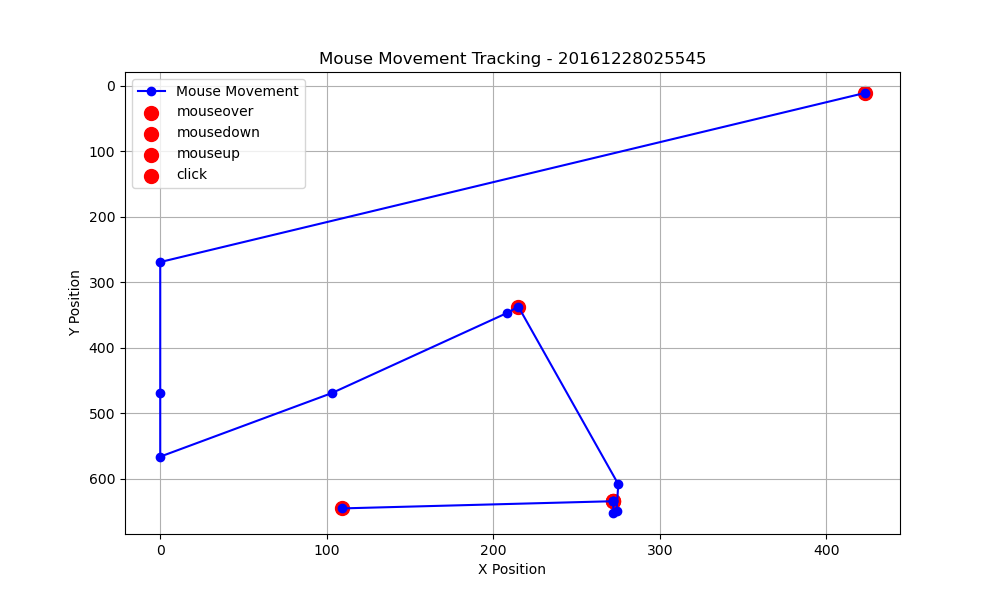 Mouse Movement Tracking - 20161228025545
Mouse Movement
mouseover
mousedown
mouseup
click
Y Position
0
100
200
300
400
500
600
0 100 200 300 400
X Position